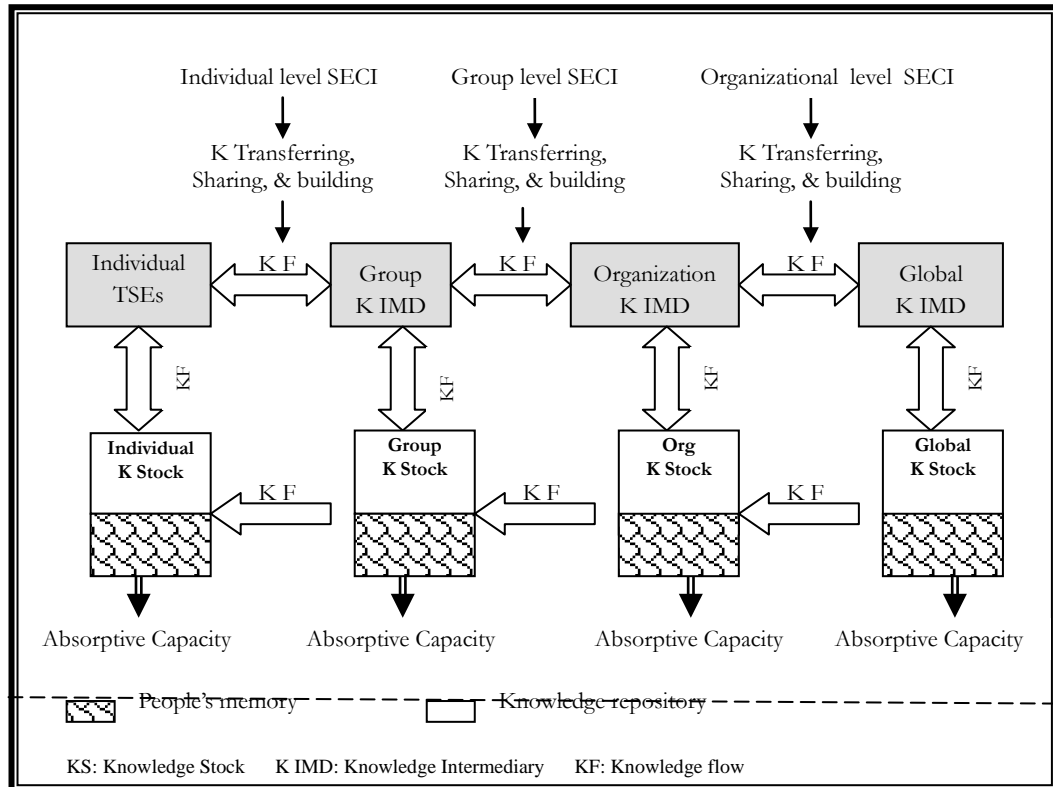 Individual level SECI
Group level SECI
Organizational level SECI
K Transferring,
Sharing, & building
K Transferring,
Sharing, & building
K Transferring,
Sharing, & building
Individual
TSEs
K F
Group
K IMD
K F
Organization
K IMD
K F
Global
K IMD
KF
KF
KF
KF
Individual
K Stock
K F
Group
K Stock
K F
Org
K Stock
K F
Global
K Stock
Absorptive Capacity
Absorptive Capacity
Absorptive Capacity
Absorptive Capacity
People's memory
Knowledge repository
KS: Knowledge Stock K IMD: Knowledge Intermediary KF: Knowledge flow